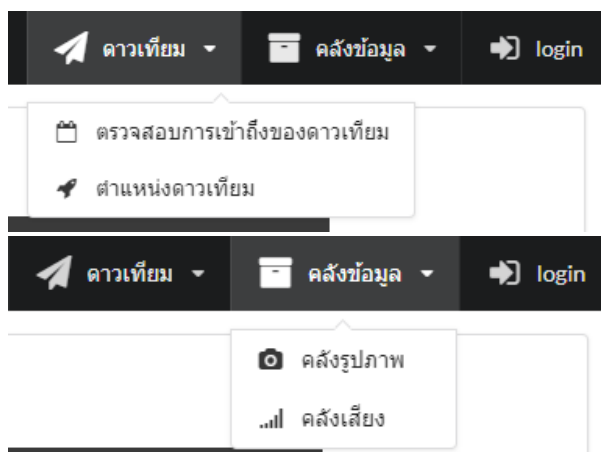 ดาวเทียม คลังข้อมูล login
ตรวจสอบการเข้าถึงของดาวเทียม
ตำแหน่งดาวเทียม
ดาวเทียม คลังข้อมูล login
คลังรูปภาพ
คลังเสียง